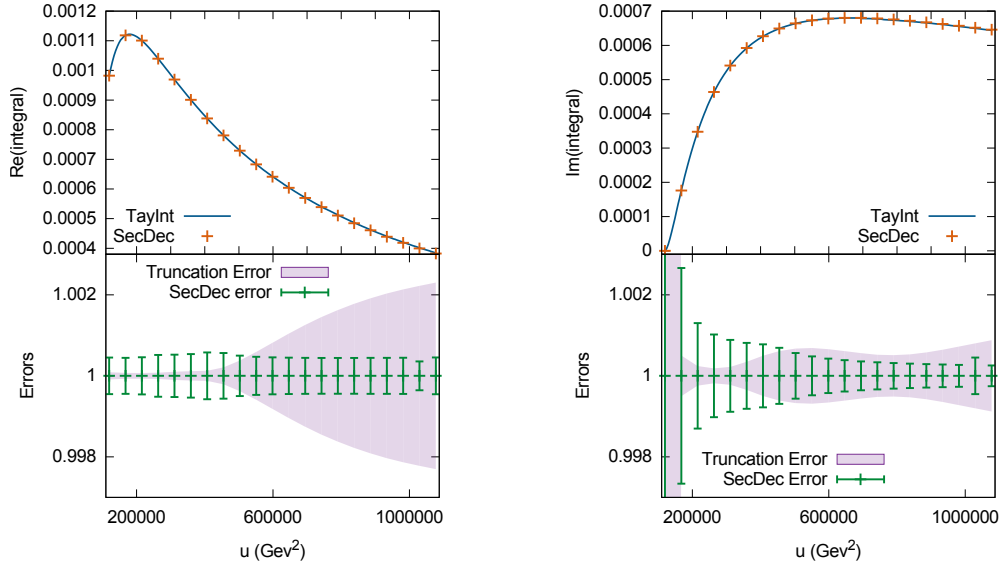 0.0012
0.0011
0.001
0.0009
0.0008
0.0007
0.0006
0.0005
0.0004
Re(integral)
TayInt
SecDec
Truncation Error
SecDec error
1.002
1
0.998
Errors
200000 600000 1000000
u (Gev²)
0.0007
0.0006
0.0005
0.0004
0.0003
0.0002
0.0001
0
Im(integral)
TayInt
SecDec
1.002
1
0.998
Errors
Truncation Error
SecDec Error
200000 600000 1000000
u (Gev²)